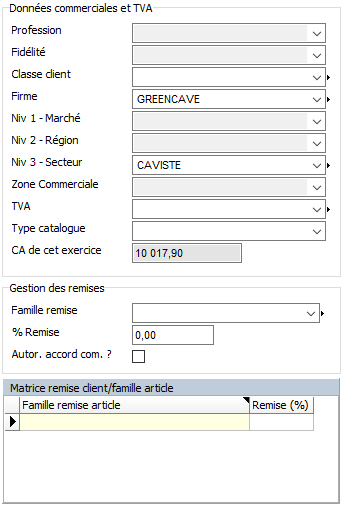 Données commerciales et TVA
Profession
Fidélité
Classe client
Firme GREENCAVE
Niv 1 - Marché
Niv 2 - Région
Niv 3 - Secteur CAVISTE
Zone Commerciale
TVA
Type catalogue
CA de cet exercice 10 017,90
Gestion des remises
Famille remise
% Remise 0,00
Autor. accord com. ?
Matrice remise client/famille article
Famille remise article Remise (%)